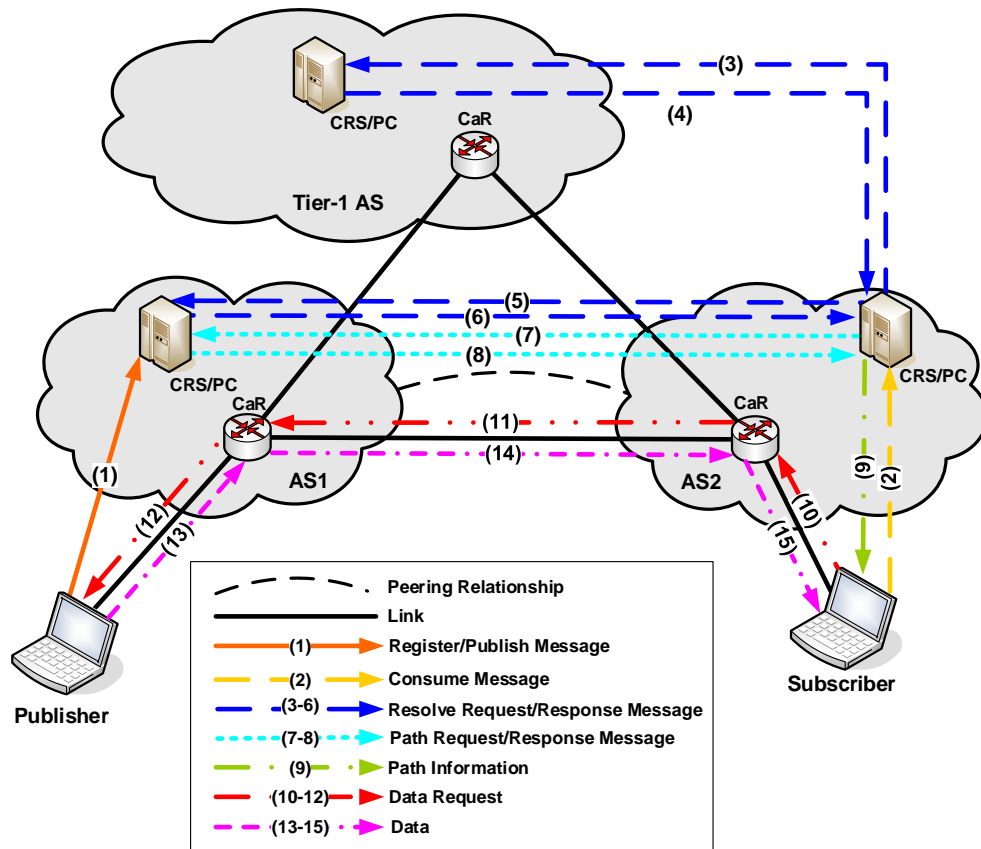 (3)
(4)
CRS/PC
CaR
Tier-1 AS
(5)
(6)
(7)
(8)
CRS/PC
CRS/PC
CaR
CaR
(11)
(14)
(1)
AS1
AS2
(9)
(2)
(12)
(13)
(10)
(15)
Publisher
Subscriber
Peering Relationship
Link
(1) Register/Publish Message
(2) Consume Message
(3-6) Resolve Request/Response Message
(7-8) Path Request/Response Message
(9) Path Information
(10-12) Data Request
(13-15) Data